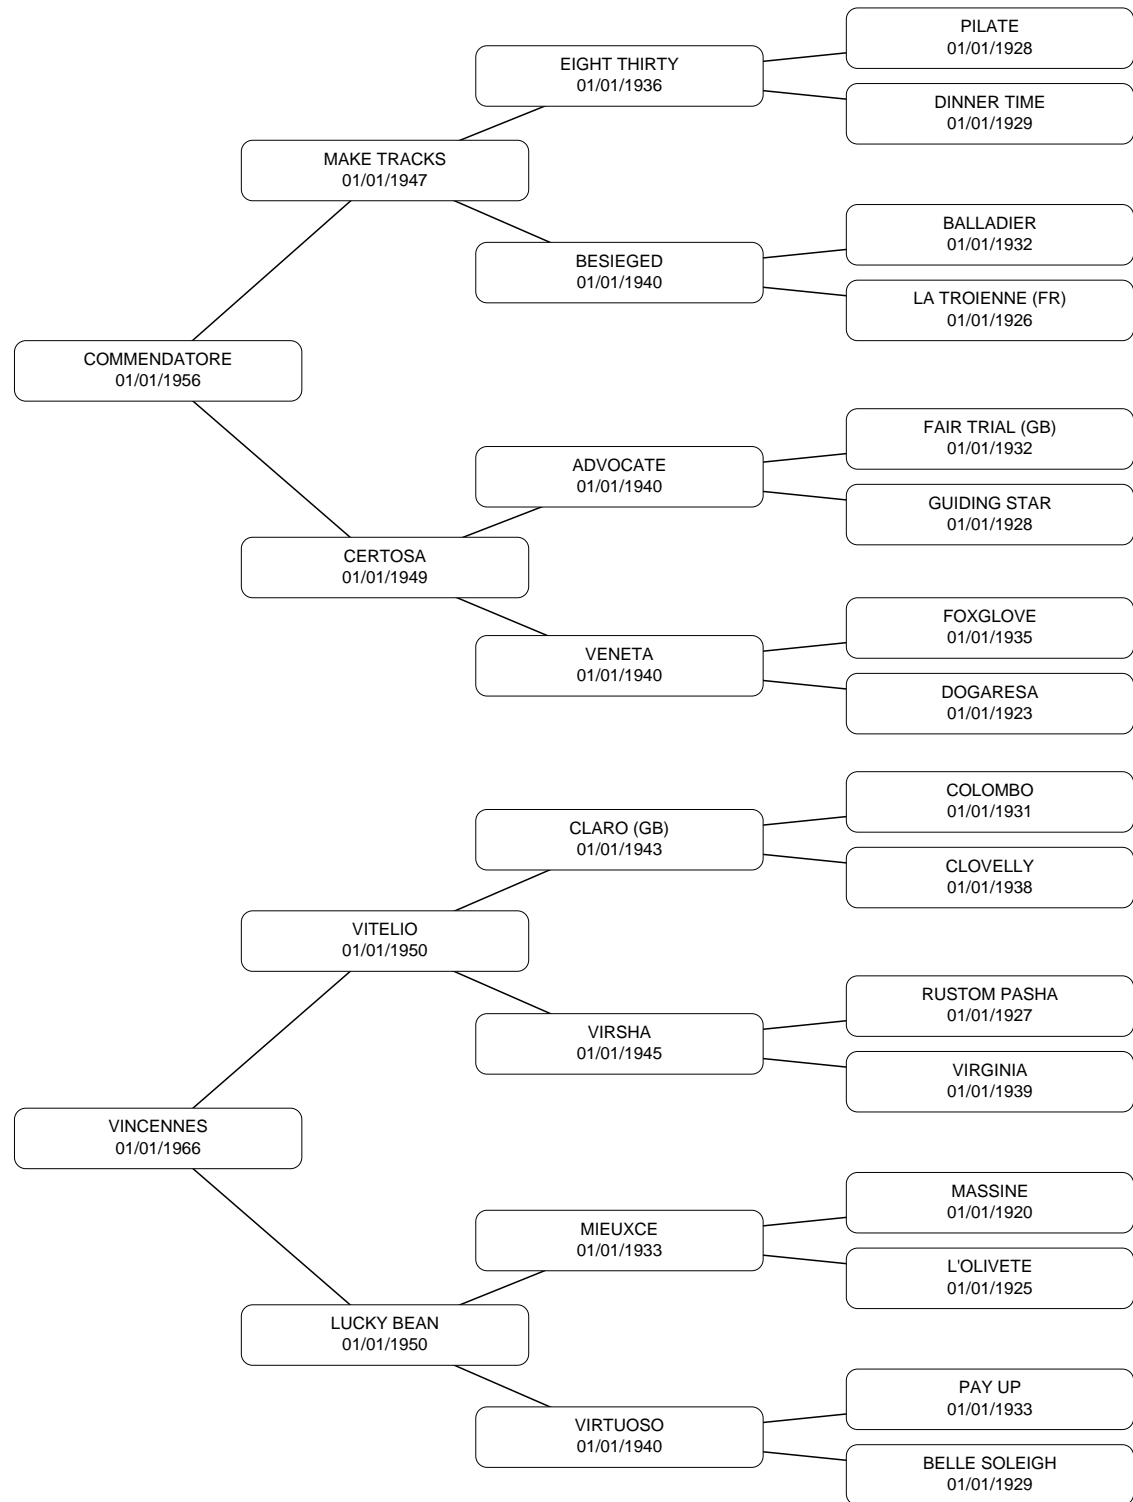 PILATE
01/01/1928
EIGHT THIRTY
01/01/1936
DINNER TIME
01/01/1929
MAKE TRACKS
01/01/1947
BALLADIER
01/01/1932
BESIEGED
01/01/1940
LA TROIENNE (FR)
01/01/1926
COMMENDATORE
01/01/1956
FAIR TRIAL (GB)
01/01/1932
ADVOCATE
01/01/1940
GUIDING STAR
01/01/1928
CERTOSA
01/01/1949
FOXGLOVE
01/01/1935
VENETA
01/01/1940
DOGARESA
01/01/1923
COLOMBO
01/01/1931
CLARO (GB)
01/01/1943
CLOVELLY
01/01/1938
VITELIO
01/01/1950
RUSTOM PASHA
01/01/1927
VIRSHA
01/01/1945
VIRGINIA
01/01/1939
VINCENNES
01/01/1966
MASSINE
01/01/1920
MIEUXCE
01/01/1933
L'OLIVETE
01/01/1925
LUCKY BEAN
01/01/1950
PAY UP
01/01/1933
VIRTUOSO
01/01/1940
BELLE SOLEIGH
01/01/1929